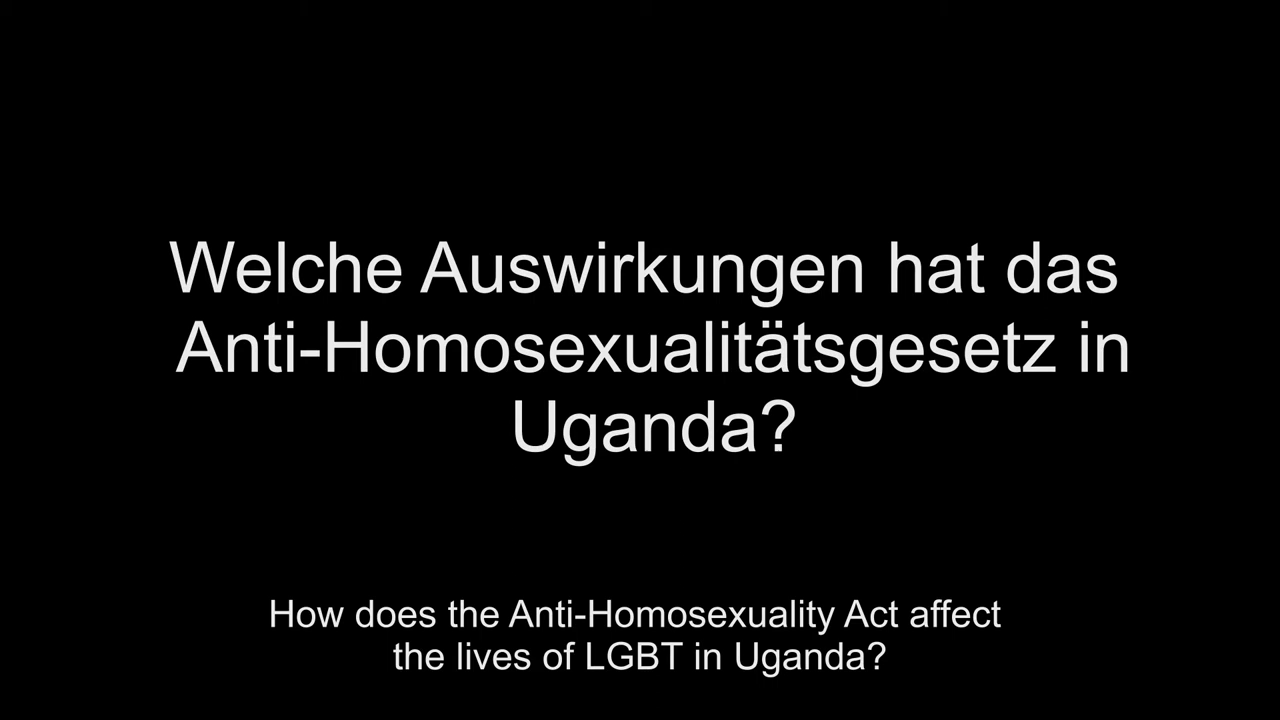 Welche Auswirkungen hat das
Anti-Homosexualitätsgesetz in
Uganda?
How does the Anti-Homosexuality Act affect
the lives of LGBT in Uganda?